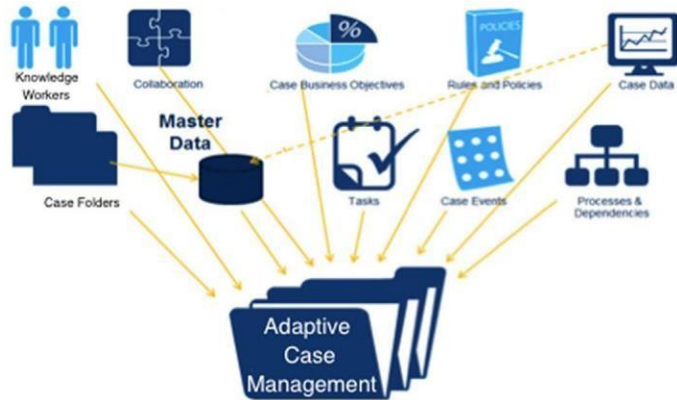 %
POLICIES
Knowledge
Workers
Collaboration
Case Business Objectives
Rules and Policies
Case Data
Master
Data
Case Folders
Tasks
Case Events
Processes &
Dependencies
Adaptive
Case
Management